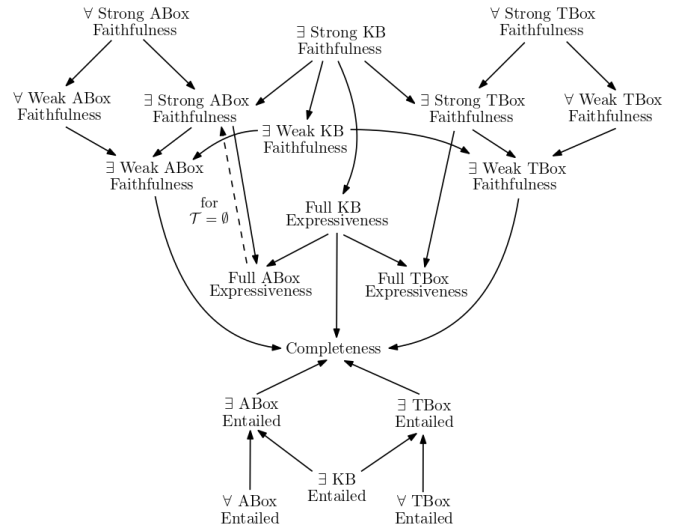 ∀ Strong ABox
Faithfulness
∃ Strong KB
Faithfulness
∀ Strong TBox
Faithfulness
∀ Weak ABox
Faithfulness
∃ Strong ABox
Faithfulness
∃ Strong TBox
Faithfulness
∀ Weak TBox
Faithfulness
∃ Weak KB
Faithfulness
∃ Weak ABox
Faithfulness
∃ Weak TBox
Faithfulness
for
𝒯 = ∅
Full KB
Expressiveness
Full ABox
Expressiveness
Full TBox
Expressiveness
Completeness
∃ ABox
Entailed
∃ TBox
Entailed
∃ KB
Entailed
∀ ABox
Entailed
∀ TBox
Entailed